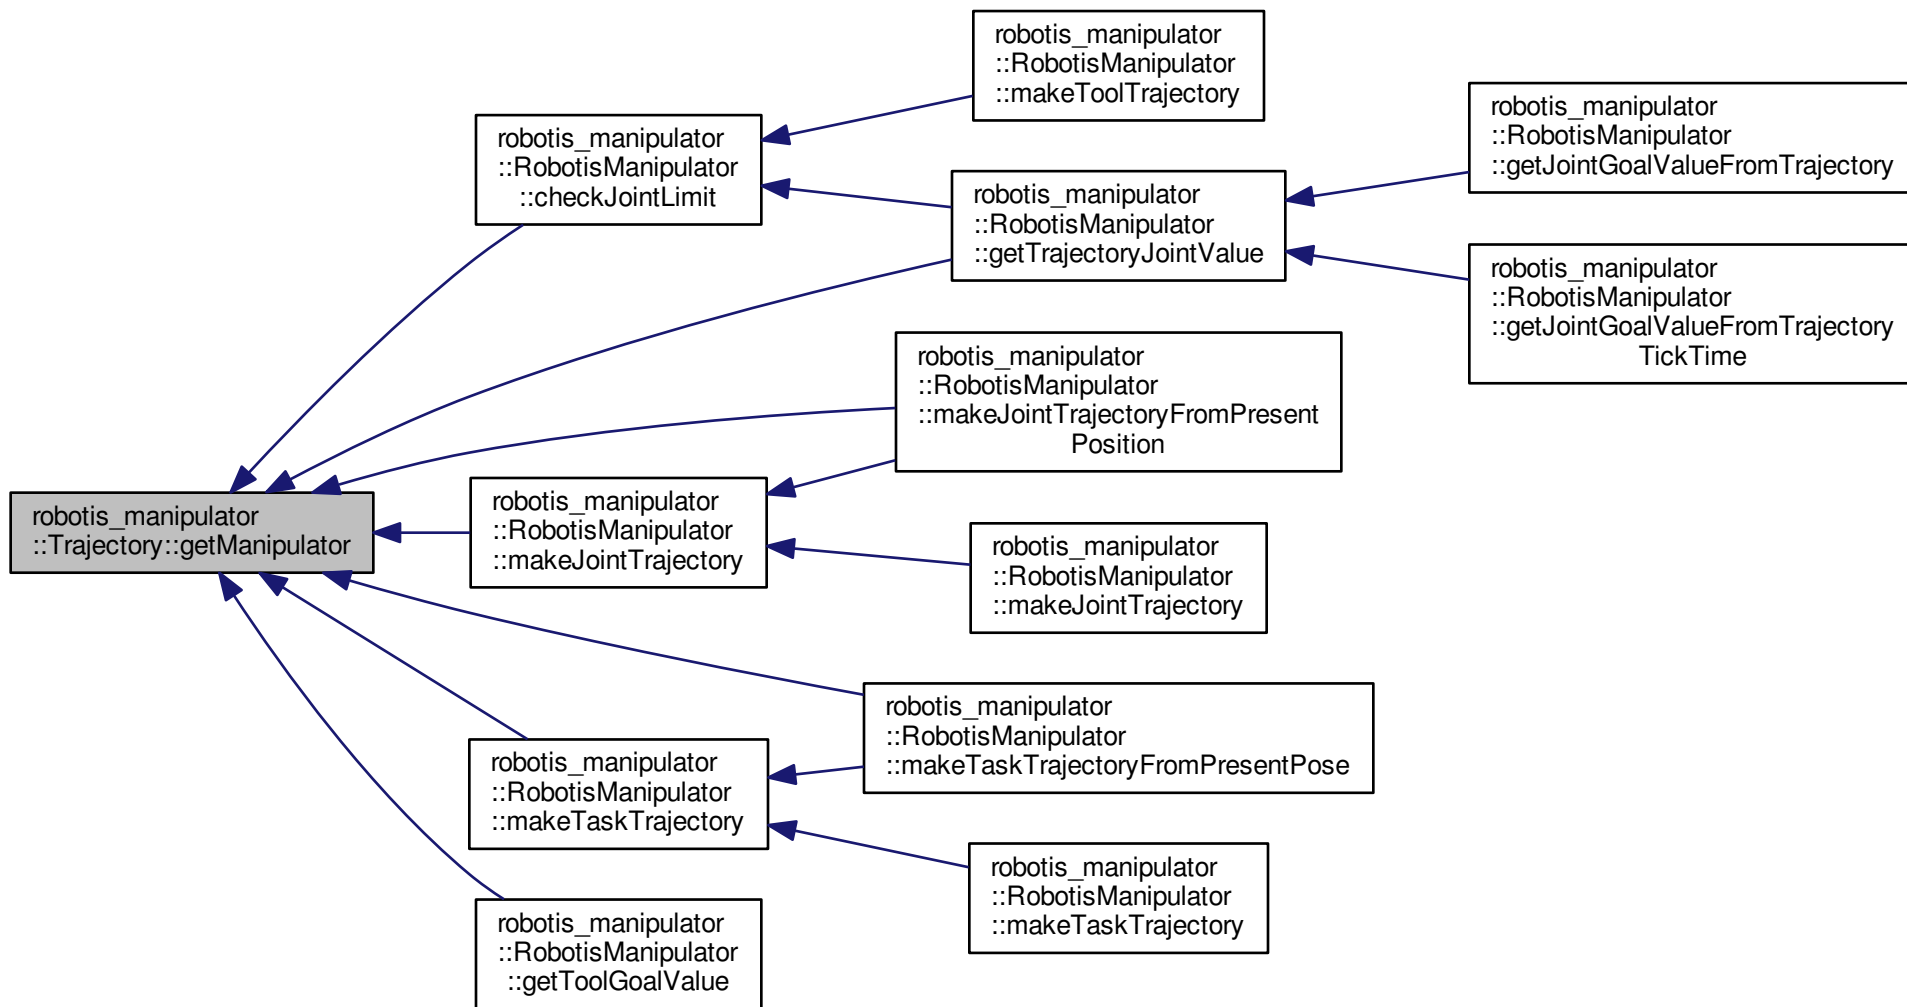 robotis_manipulator
::RobotisManipulator
::makeToolTrajectory
robotis_manipulator
::RobotisManipulator
::getJointGoalValueFromTrajectory
robotis_manipulator
::RobotisManipulator
::checkJointLimit
robotis_manipulator
::RobotisManipulator
::getTrajectoryJointValue
robotis_manipulator
::RobotisManipulator
::getJointGoalValueFromTrajectory
TickTime
robotis_manipulator
::RobotisManipulator
::makeJointTrajectoryFromPresent
Position
robotis_manipulator
::Trajectory::getManipulator
robotis_manipulator
::RobotisManipulator
::makeJointTrajectory
robotis_manipulator
::RobotisManipulator
::makeJointTrajectory
robotis_manipulator
::RobotisManipulator
::makeTaskTrajectoryFromPresentPose
robotis_manipulator
::RobotisManipulator
::makeTaskTrajectory
robotis_manipulator
::RobotisManipulator
::makeTaskTrajectory
robotis_manipulator
::RobotisManipulator
::getToolGoalValue